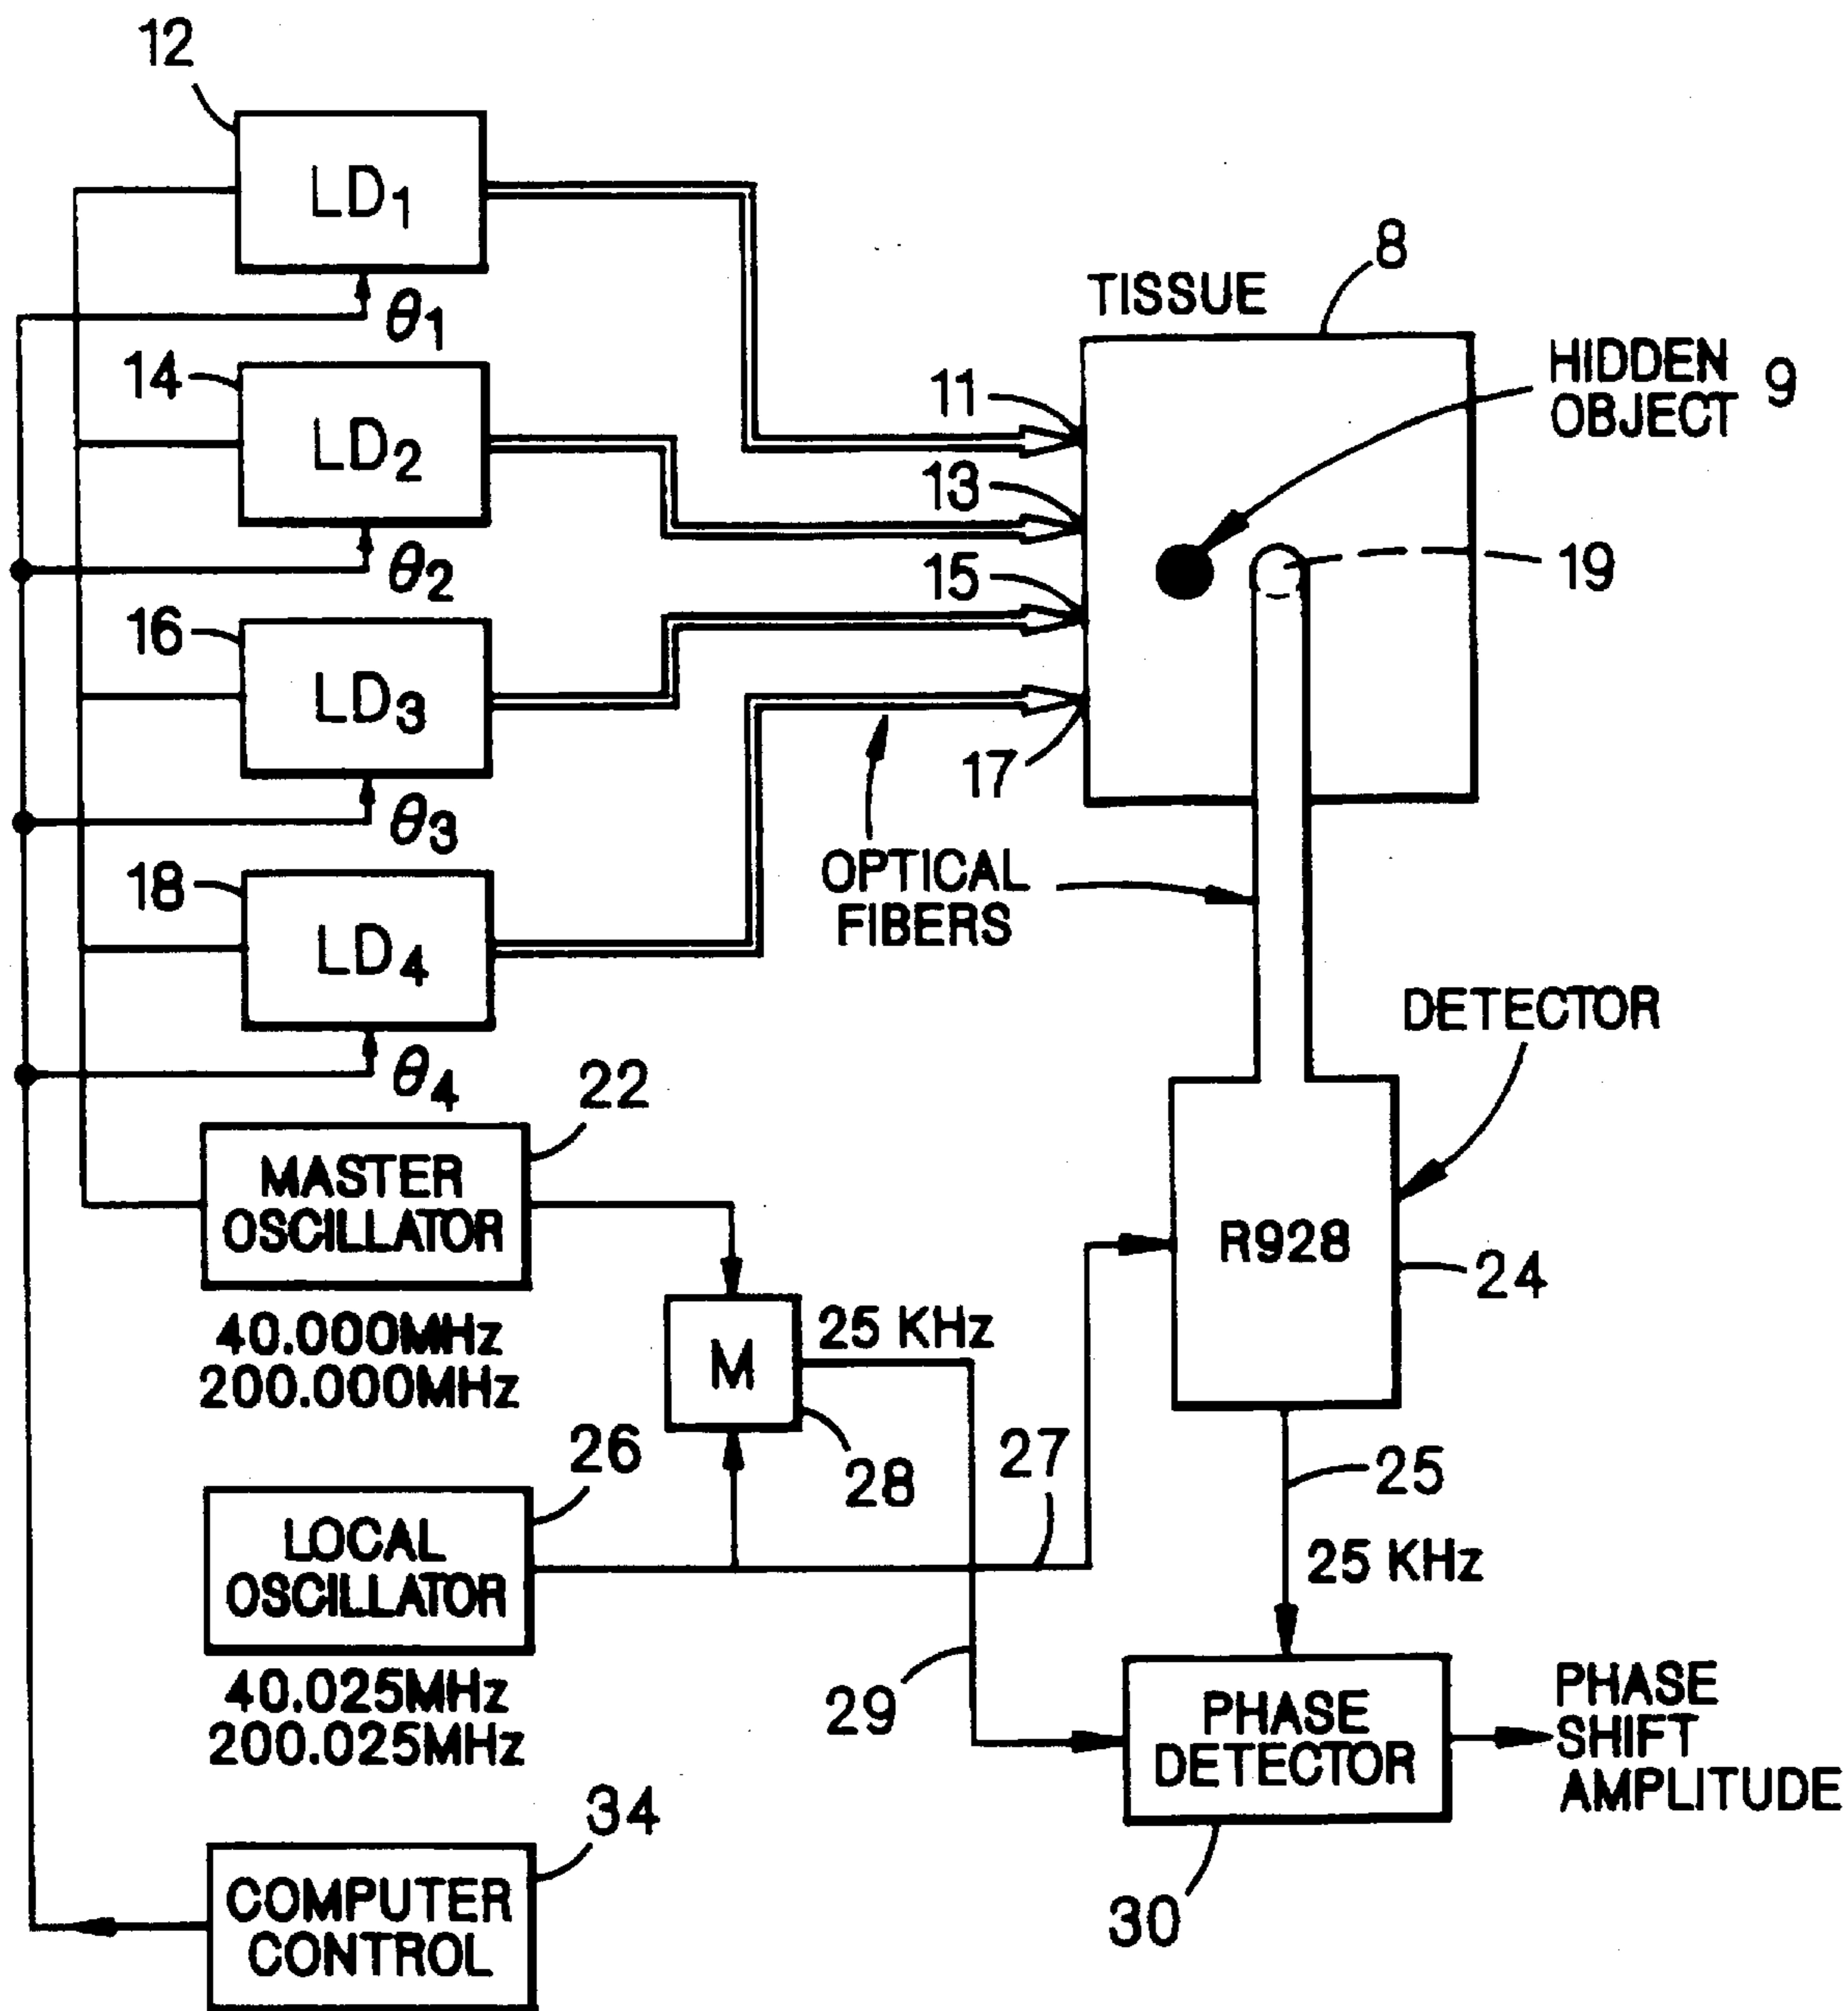 12
LD1
θ1
14
LD2
θ2
16
LD3
θ3
18
LD4
θ4
TISSUE
8
HIDDEN
OBJECT 9
11
13
15
17
19
OPTICAL
FIBERS
DETECTOR
R928
24
22
MASTER
OSCILLATOR
40.000MHz
200.000MHz
M
25 KHz
28
26
LOCAL
OSCILLATOR
40.025MHz
200.025MHz
27
29
25
25 KHz
PHASE
DETECTOR
30
PHASE
SHIFT
AMPLITUDE
34
COMPUTER
CONTROL